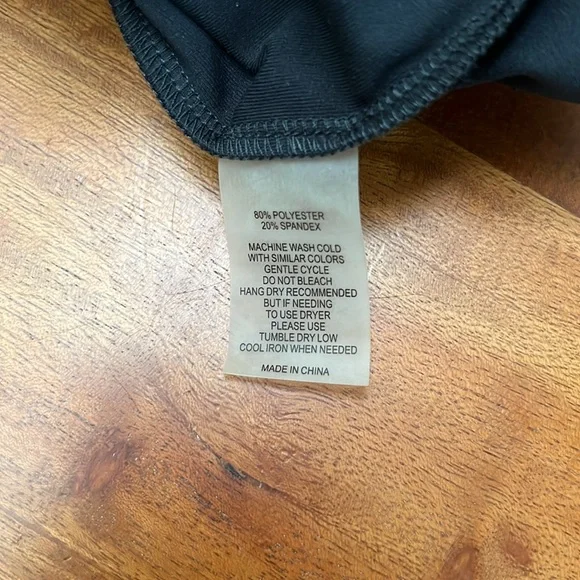 80% POLYESTER
20% SPANDEX
MACHINE WASH COLD
WITH SIMILAR COLORS
GENTLE CYCLE
DO NOT BLEACH
HANG DRY RECOMMENDED
BUT IF NEEDING
TO USE DRYER
PLEASE USE
TUMBLE DRY LOW
COOL IRON WHEN NEEDED
MADE IN CHINA